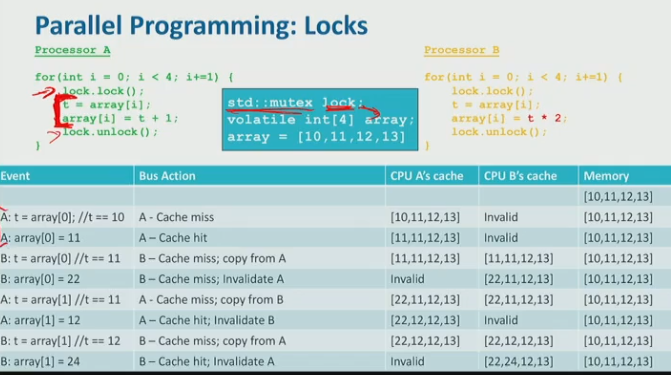 Parallel Programming: Locks
Processor A
for(int i = 0; i < 4; i+=1) {
lock.lock();
t = array[i];
array[i] = t + 1;
lock.unlock();
}
std::mutex lock;
volatile int[4] array;
array = [10,11,12,13]
Processor B
for(int i = 0; i < 4; i+=1) {
lock.lock();
t = array[i];
array[i] = t * 2;
lock.unlock();
}
Event Bus Action CPU A's cache CPU B's cache Memory
[10,11,12,13]
A: t = array[0]; //t == 10 A - Cache miss [10,11,12,13] Invalid [10,11,12,13]
A: array[0] = 11 A – Cache hit [11,11,12,13] Invalid [10,11,12,13]
B: t = array[0] //t == 11 B – Cache miss; copy from A [11,11,12,13] [11,11,12,13] [10,11,12,13]
B: array[0] = 22 B – Cache miss; Invalidate A Invalid [22,11,12,13] [10,11,12,13]
A: t = array[1] //t == 11 A - Cache miss; copy from B [22,11,12,13] [22,11,12,13] [10,11,12,13]
A: array[1] = 12 A – Cache hit; Invalidate B [22,12,12,13] Invalid [10,11,12,13]
B: t = array[1] //t == 12 B – Cache miss; copy from A [22,12,12,13] [22,12,12,13] [10,11,12,13]
B: array[1] = 24 B – Cache hit; Invalidate A Invalid [22,24,12,13] [10,11,12,13]